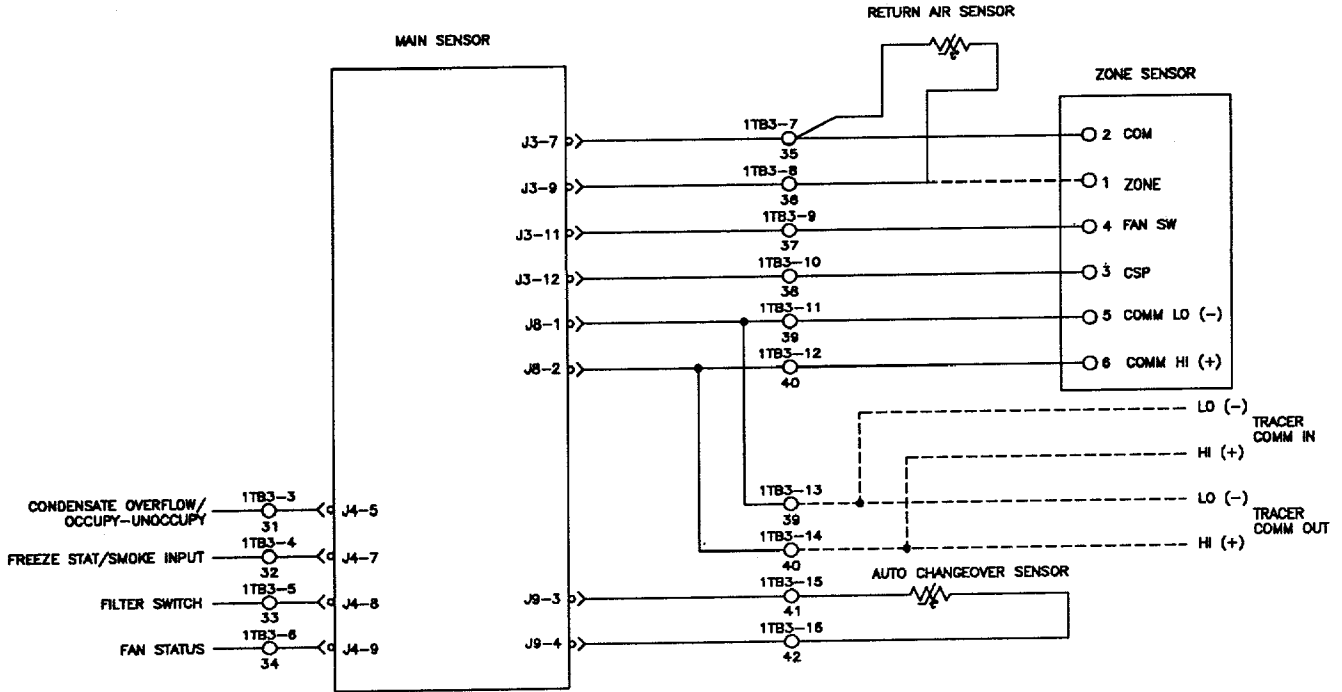 RETURN AIR SENSOR
MAIN SENSOR
ZONE SENSOR
1TB3-7
J3-7
35
2 COM
1TB3-8
J3-9
36
1 ZONE
1TB3-9
J3-11
37
4 FAN SW
1TB3-10
J3-12
38
3 CSP
1TB3-11
J8-1
39
5 COMM LO (-)
1TB3-12
J8-2
40
6 COMM HI (+)
LO (-)
TRACER
COMM IN
HI (+)
1TB3-13
39
LO (-)
TRACER
COMM OUT
1TB3-14
40
HI (+)
CONDENSATE OVERFLOW/
OCCUPY-UNOCCUPY
1TB3-3
31
J4-5
FREEZE STAT/SMOKE INPUT
1TB3-4
32
J4-7
FILTER SWITCH
1TB3-5
33
J4-8
FAN STATUS
1TB3-6
34
J4-9
AUTO CHANGEOVER SENSOR
1TB3-15
J9-3
41
1TB3-16
J9-4
42